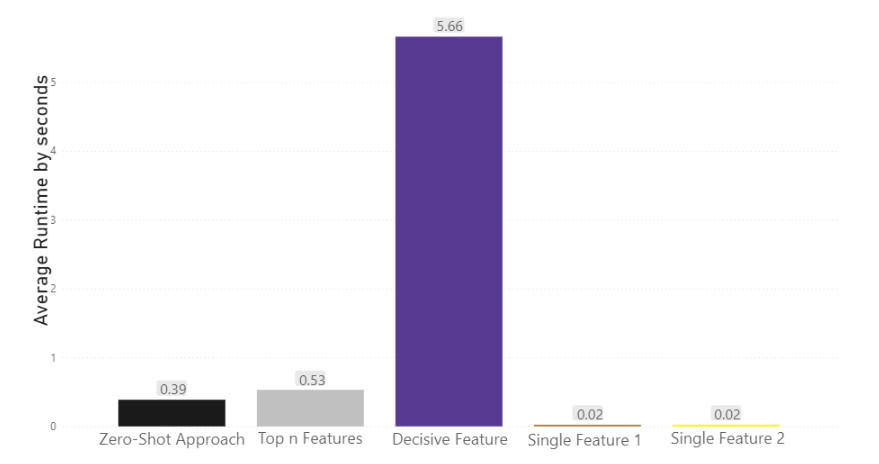 5.66
Average Runtime by seconds
5
4
3
2
1
0
0.39
0.53
0.02
0.02
Zero-Shot Approach
Top n Features
Decisive Feature
Single Feature 1
Single Feature 2